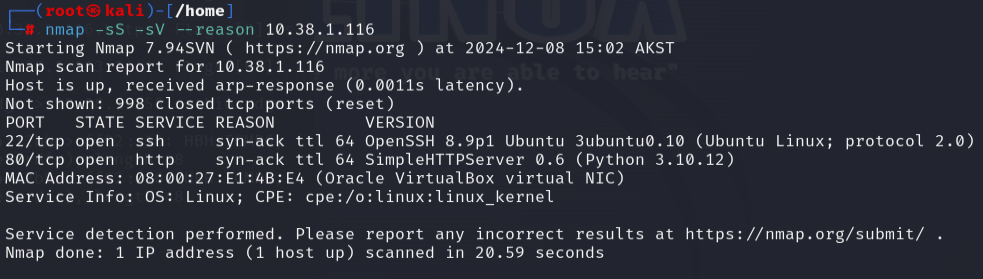 ┌──(root㉿kali)-[/home]
└─# nmap -sS -sV --reason 10.38.1.116
Starting Nmap 7.94SVN ( https://nmap.org ) at 2024-12-08 15:02 AKST
Nmap scan report for 10.38.1.116
Host is up, received arp-response (0.0011s latency).
Not shown: 998 closed tcp ports (reset)
PORT   STATE SERVICE REASON         VERSION
22/tcp open  ssh     syn-ack ttl 64 OpenSSH 8.9p1 Ubuntu 3ubuntu0.10 (Ubuntu Linux; protocol 2.0)
80/tcp open  http    syn-ack ttl 64 SimpleHTTPServer 0.6 (Python 3.10.12)
MAC Address: 08:00:27:E1:4B:E4 (Oracle VirtualBox virtual NIC)
Service Info: OS: Linux; CPE: cpe:/o:linux:linux_kernel

Service detection performed. Please report any incorrect results at https://nmap.org/submit/ .
Nmap done: 1 IP address (1 host up) scanned in 20.59 seconds
more you are able to hear"